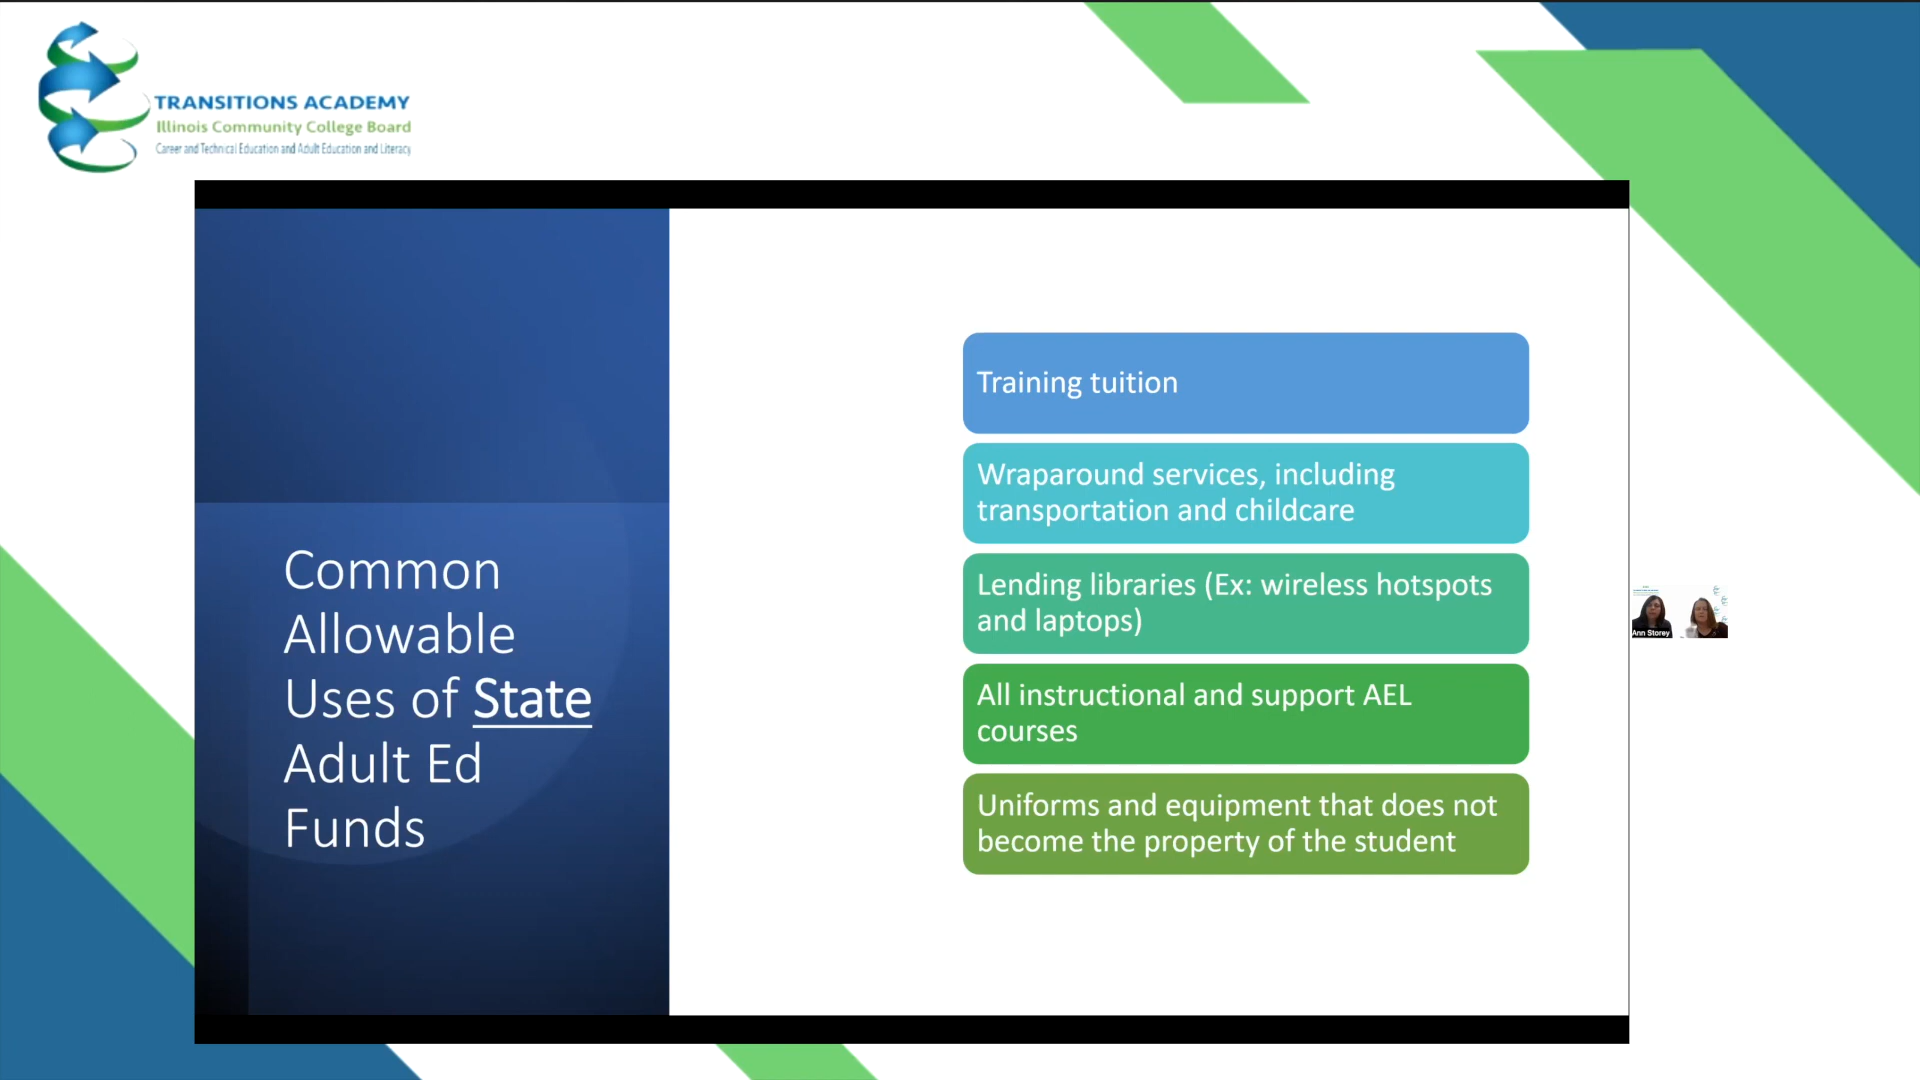 TRANSITIONS ACADEMY
Illinois Community College Board
Career and Technical Education and Adult Education and Literacy
Common
Allowable
Uses of State
Adult Ed
Funds
Training tuition
Wraparound services, including
transportation and childcare
Lending libraries (Ex: wireless hotspots
and laptops)
All instructional and support AEL
courses
Uniforms and equipment that does not
become the property of the student
Ann Storey